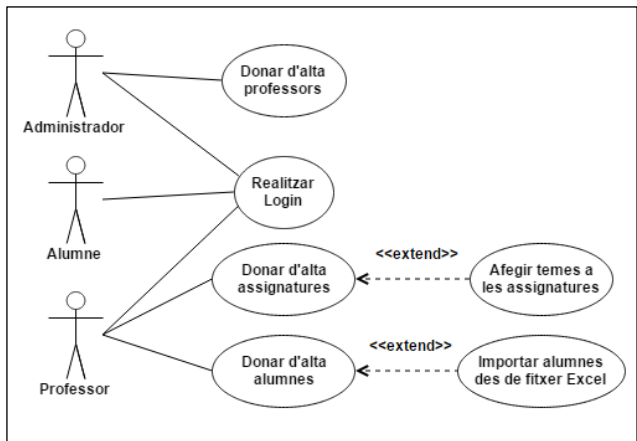 Donar d'alta
professors
Administrador
Realitzar
Login
Alumne
Donar d'alta
assignatures
<<extend>>
Afegir temes a
les assignatures
Professor
Donar d'alta
alumnes
<<extend>>
Importar alumnes
des de fitxer Excel